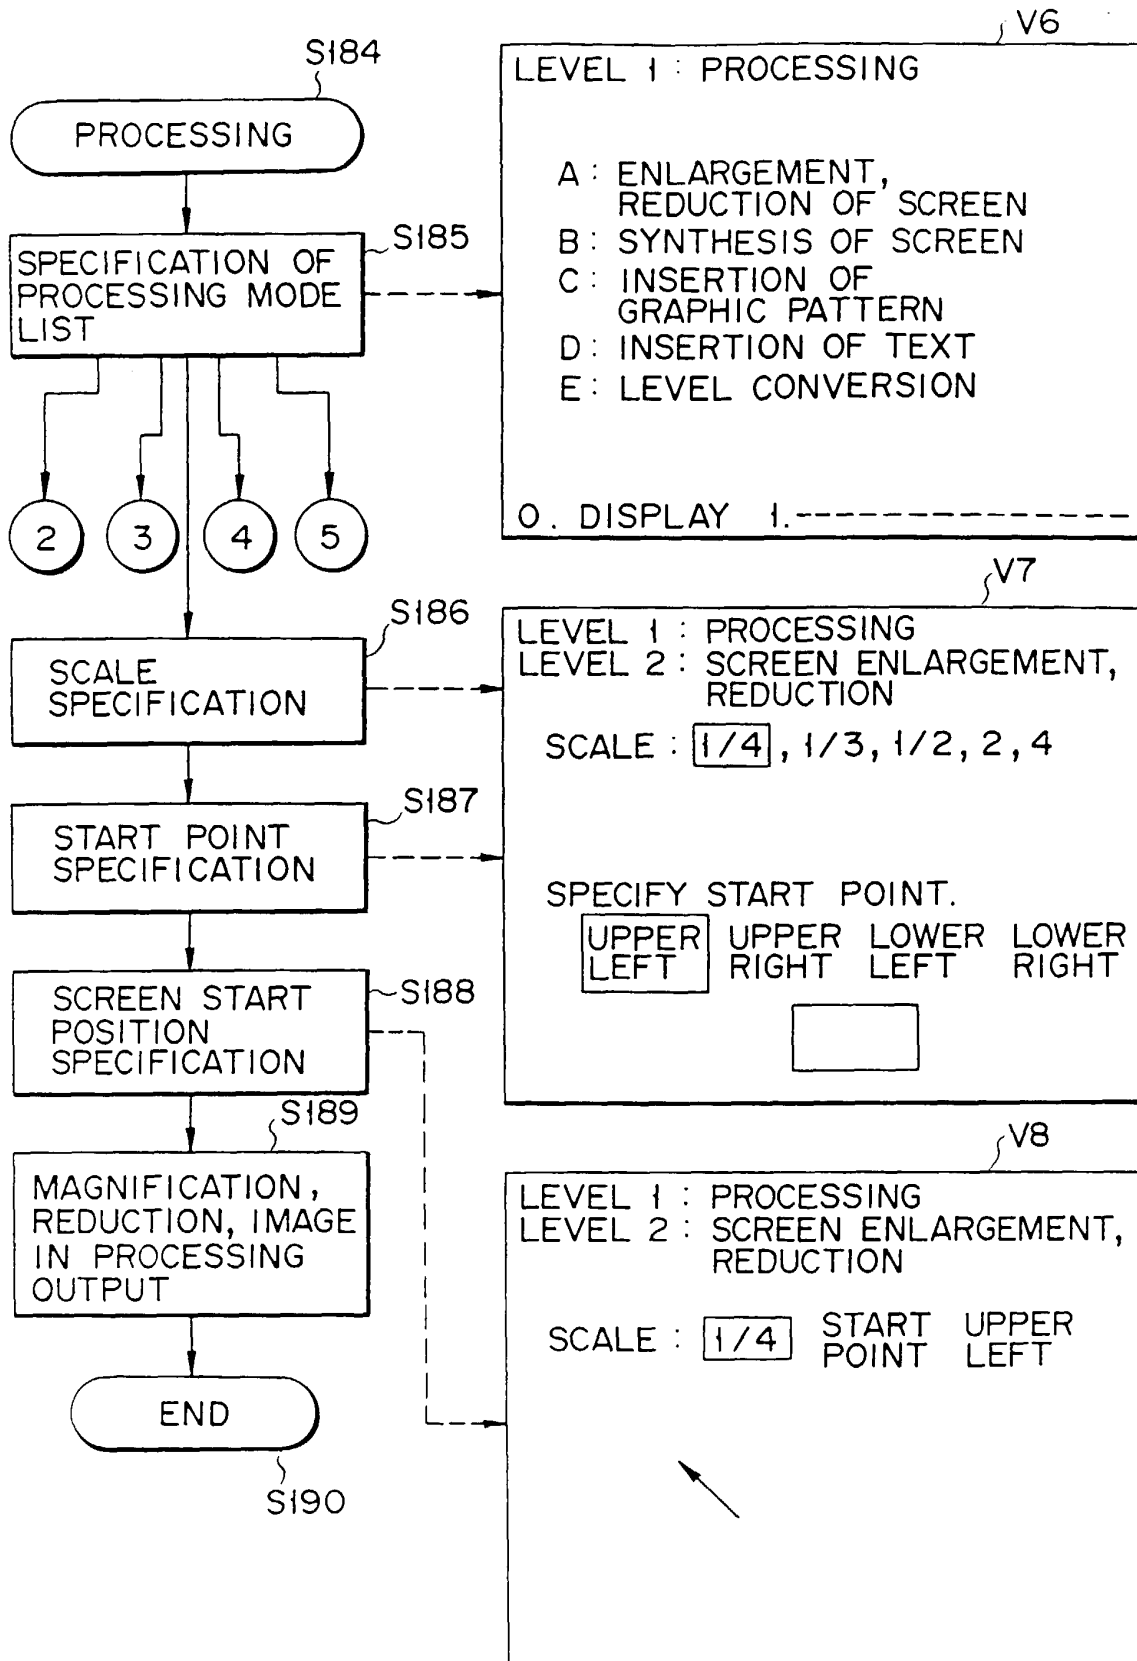 S184
PROCESSING
S185
SPECIFICATION OF
PROCESSING MODE
LIST
2 3 4 5
S186
SCALE
SPECIFICATION
S187
START POINT
SPECIFICATION
S188
SCREEN START
POSITION
SPECIFICATION
S189
MAGNIFICATION,
REDUCTION, IMAGE
IN PROCESSING
OUTPUT
END
S190
V6
LEVEL 1 : PROCESSING
A : ENLARGEMENT,
REDUCTION OF SCREEN
B : SYNTHESIS OF SCREEN
C : INSERTION OF
GRAPHIC PATTERN
D : INSERTION OF TEXT
E : LEVEL CONVERSION
0. DISPLAY 1.--------------
V7
LEVEL 1 : PROCESSING
LEVEL 2 : SCREEN ENLARGEMENT,
REDUCTION
SCALE : 1/4, 1/3, 1/2, 2, 4
SPECIFY START POINT.
UPPER UPPER LOWER LOWER
LEFT RIGHT LEFT RIGHT
V8
LEVEL 1 : PROCESSING
LEVEL 2 : SCREEN ENLARGEMENT,
REDUCTION
SCALE : 1/4 START UPPER
POINT LEFT